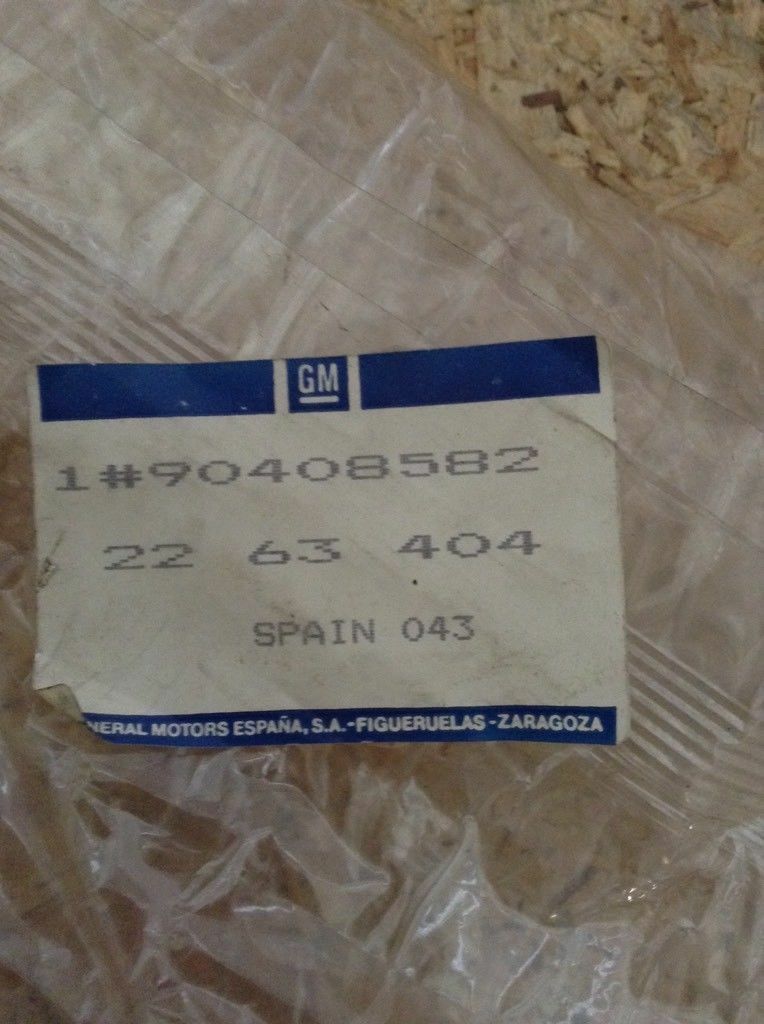 GM
1#90408582
22 63 404
SPAIN 043
NERAL MOTORS ESPAÑA, S.A.-FIGUERUELAS-ZARAGOZA